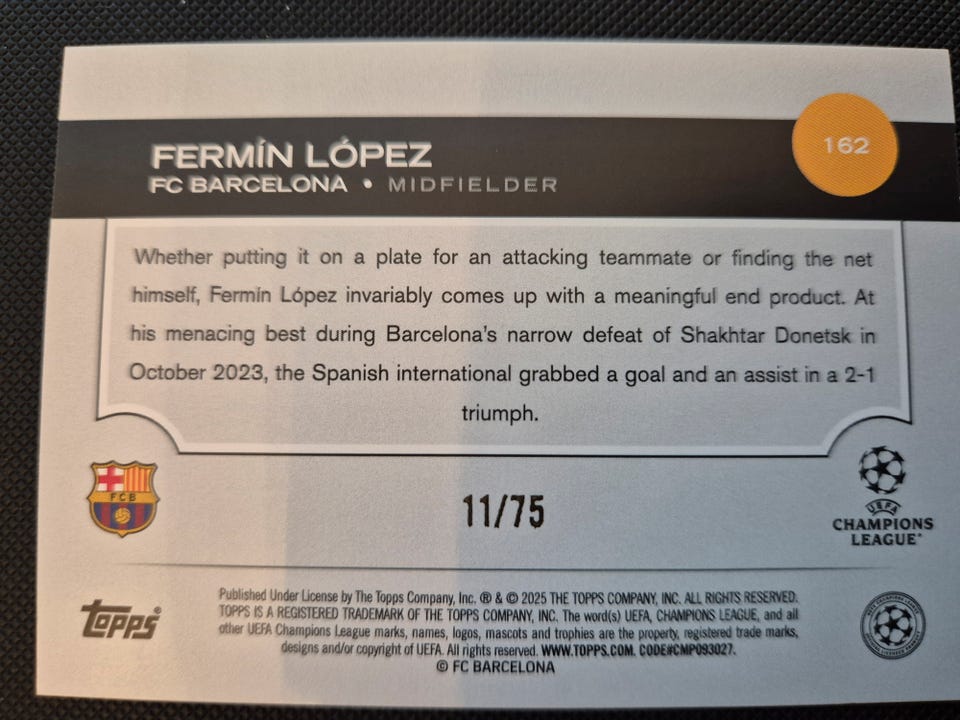 FERMÍN LÓPEZ
FC BARCELONA • MIDFIELDER
162
Whether putting it on a plate for an attacking teammate or finding the net
himself, Fermín López invariably comes up with a meaningful end product. At
his menacing best during Barcelona's narrow defeat of Shakhtar Donetsk in
October 2023, the Spanish international grabbed a goal and an assist in a 2-1
triumph.
FCB
11/75
UEFA
CHAMPIONS
LEAGUE®
Topps®
Published Under License by The Topps Company, Inc. ® & © 2025 THE TOPPS COMPANY, INC. ALL RIGHTS RESERVED.
TOPPS IS A REGISTERED TRADEMARK OF THE TOPPS COMPANY, INC. The word(s) UEFA, CHAMPIONS LEAGUE, and all
other UEFA Champions League marks, names, logos, mascots and trophies are the property, registered trade marks,
designs and/or copyright of UEFA. All rights reserved. WWW.TOPPS.COM. CODE#CMP093027.
© FC BARCELONA